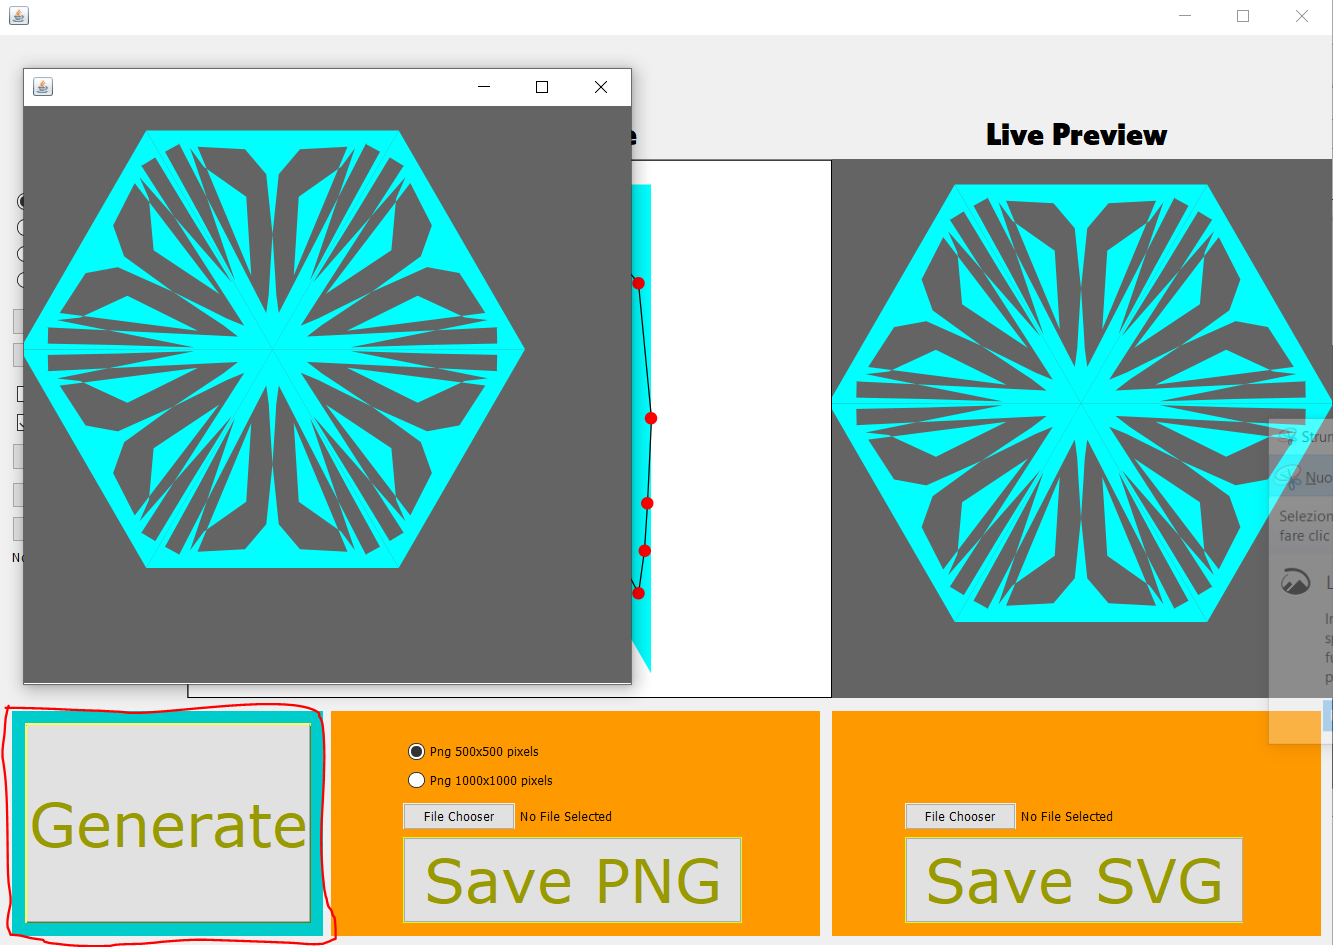 Live Preview
Strum
Nuo
Selezion
fare clic
Png 500x500 pixels
Png 1000x1000 pixels
File Chooser No File Selected
File Chooser No File Selected
Generate
Save PNG
Save SVG